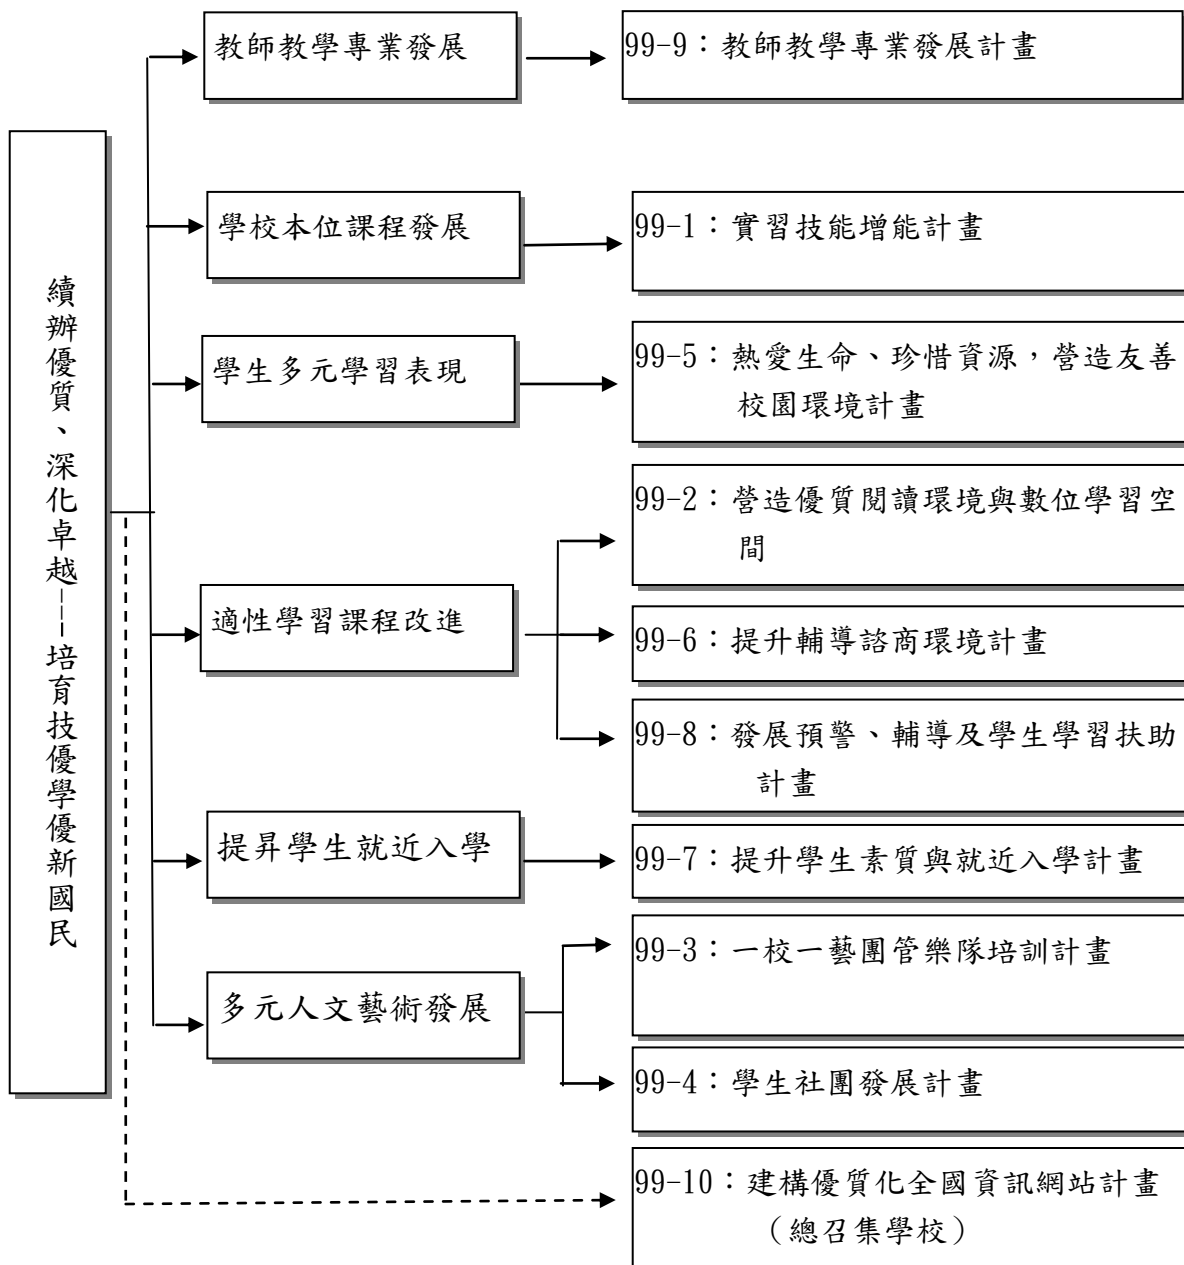 續辦優質、深化卓越---培育技優學優新國民
教師教學專業發展
99-9：教師教學專業發展計畫
學校本位課程發展
99-1：實習技能增能計畫
學生多元學習表現
99-5：熱愛生命、珍惜資源，營造友善
校園環境計畫
適性學習課程改進
99-2：營造優質閱讀環境與數位學習空
間
99-6：提升輔導諮商環境計畫
99-8：發展預警、輔導及學生學習扶助
計畫
提昇學生就近入學
99-7：提升學生素質與就近入學計畫
多元人文藝術發展
99-3：一校一藝團管樂隊培訓計畫
99-4：學生社團發展計畫
99-10：建構優質化全國資訊網站計畫
（總召集學校）